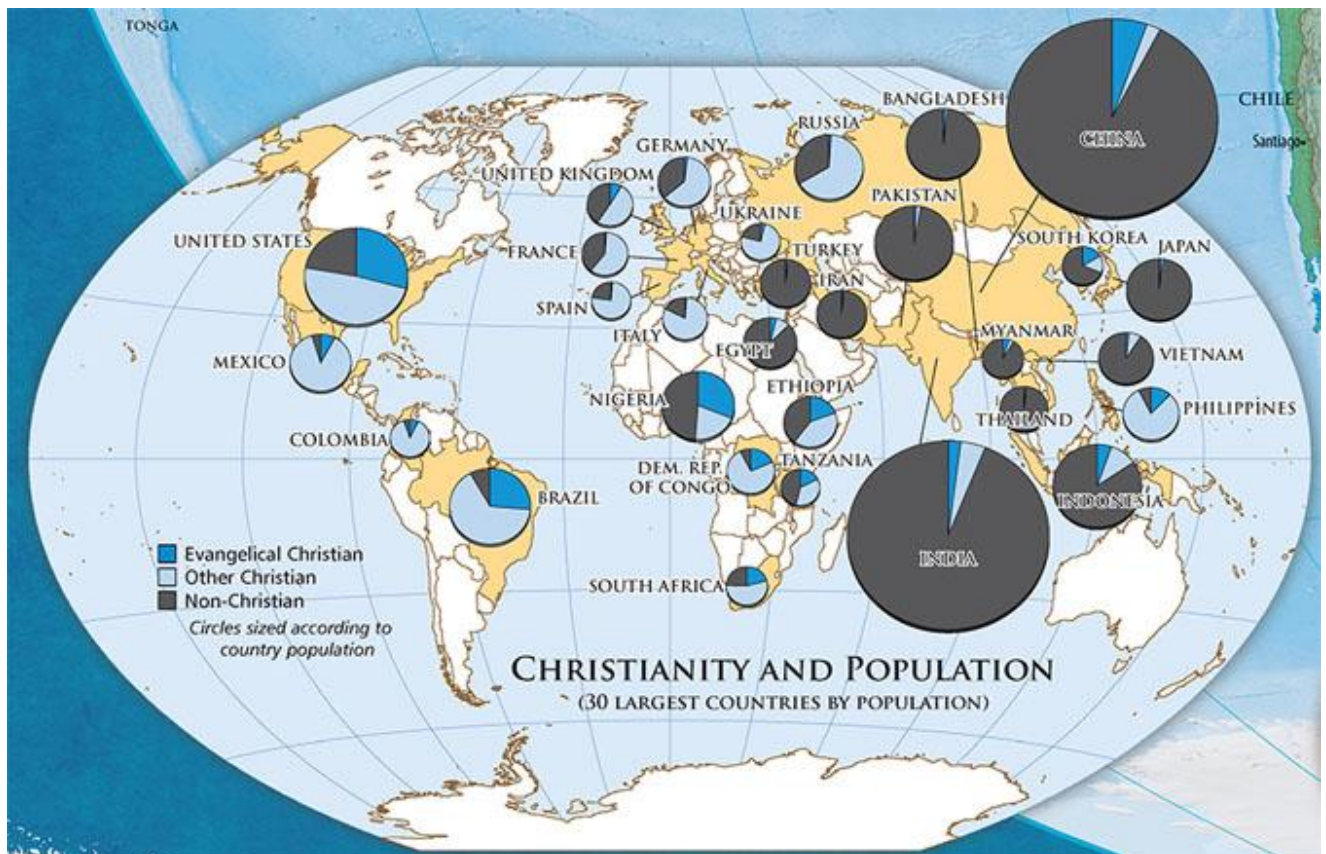 TONGA
BANGLADESH
RUSSIA
CHINA
CHILE
Santiago
GERMANY
UNITED KINGDOM
UKRAINE
PAKISTAN
UNITED STATES
FRANCE
TURKEY
SOUTH KOREA
JAPAN
IRAN
SPAIN
ITALY
EGYPT
MYANMAR
VIETNAM
MEXICO
NIGERIA
ETHIOPIA
THAILAND
PHILIPPINES
COLOMBIA
DEM. REP.
OF CONGO
TANZANIA
BRAZIL
INDONESIA
INDIA
SOUTH AFRICA
Evangelical Christian
Other Christian
Non-Christian
Circles sized according to
country population
CHRISTIANITY AND POPULATION
(30 LARGEST COUNTRIES BY POPULATION)